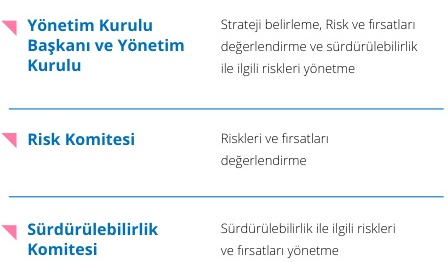 Yönetim Kurulu
Başkanı ve Yönetim
Kurulu
Strateji belirleme, Risk ve fırsatları
değerlendirme ve sürdürülebilirlik
ile ilgili riskleri yönetme
Risk Komitesi
Riskleri ve fırsatları
değerlendirme
Sürdürülebilirlik
Komitesi
Sürdürülebilirlik ile ilgili riskleri
ve fırsatları yönetme